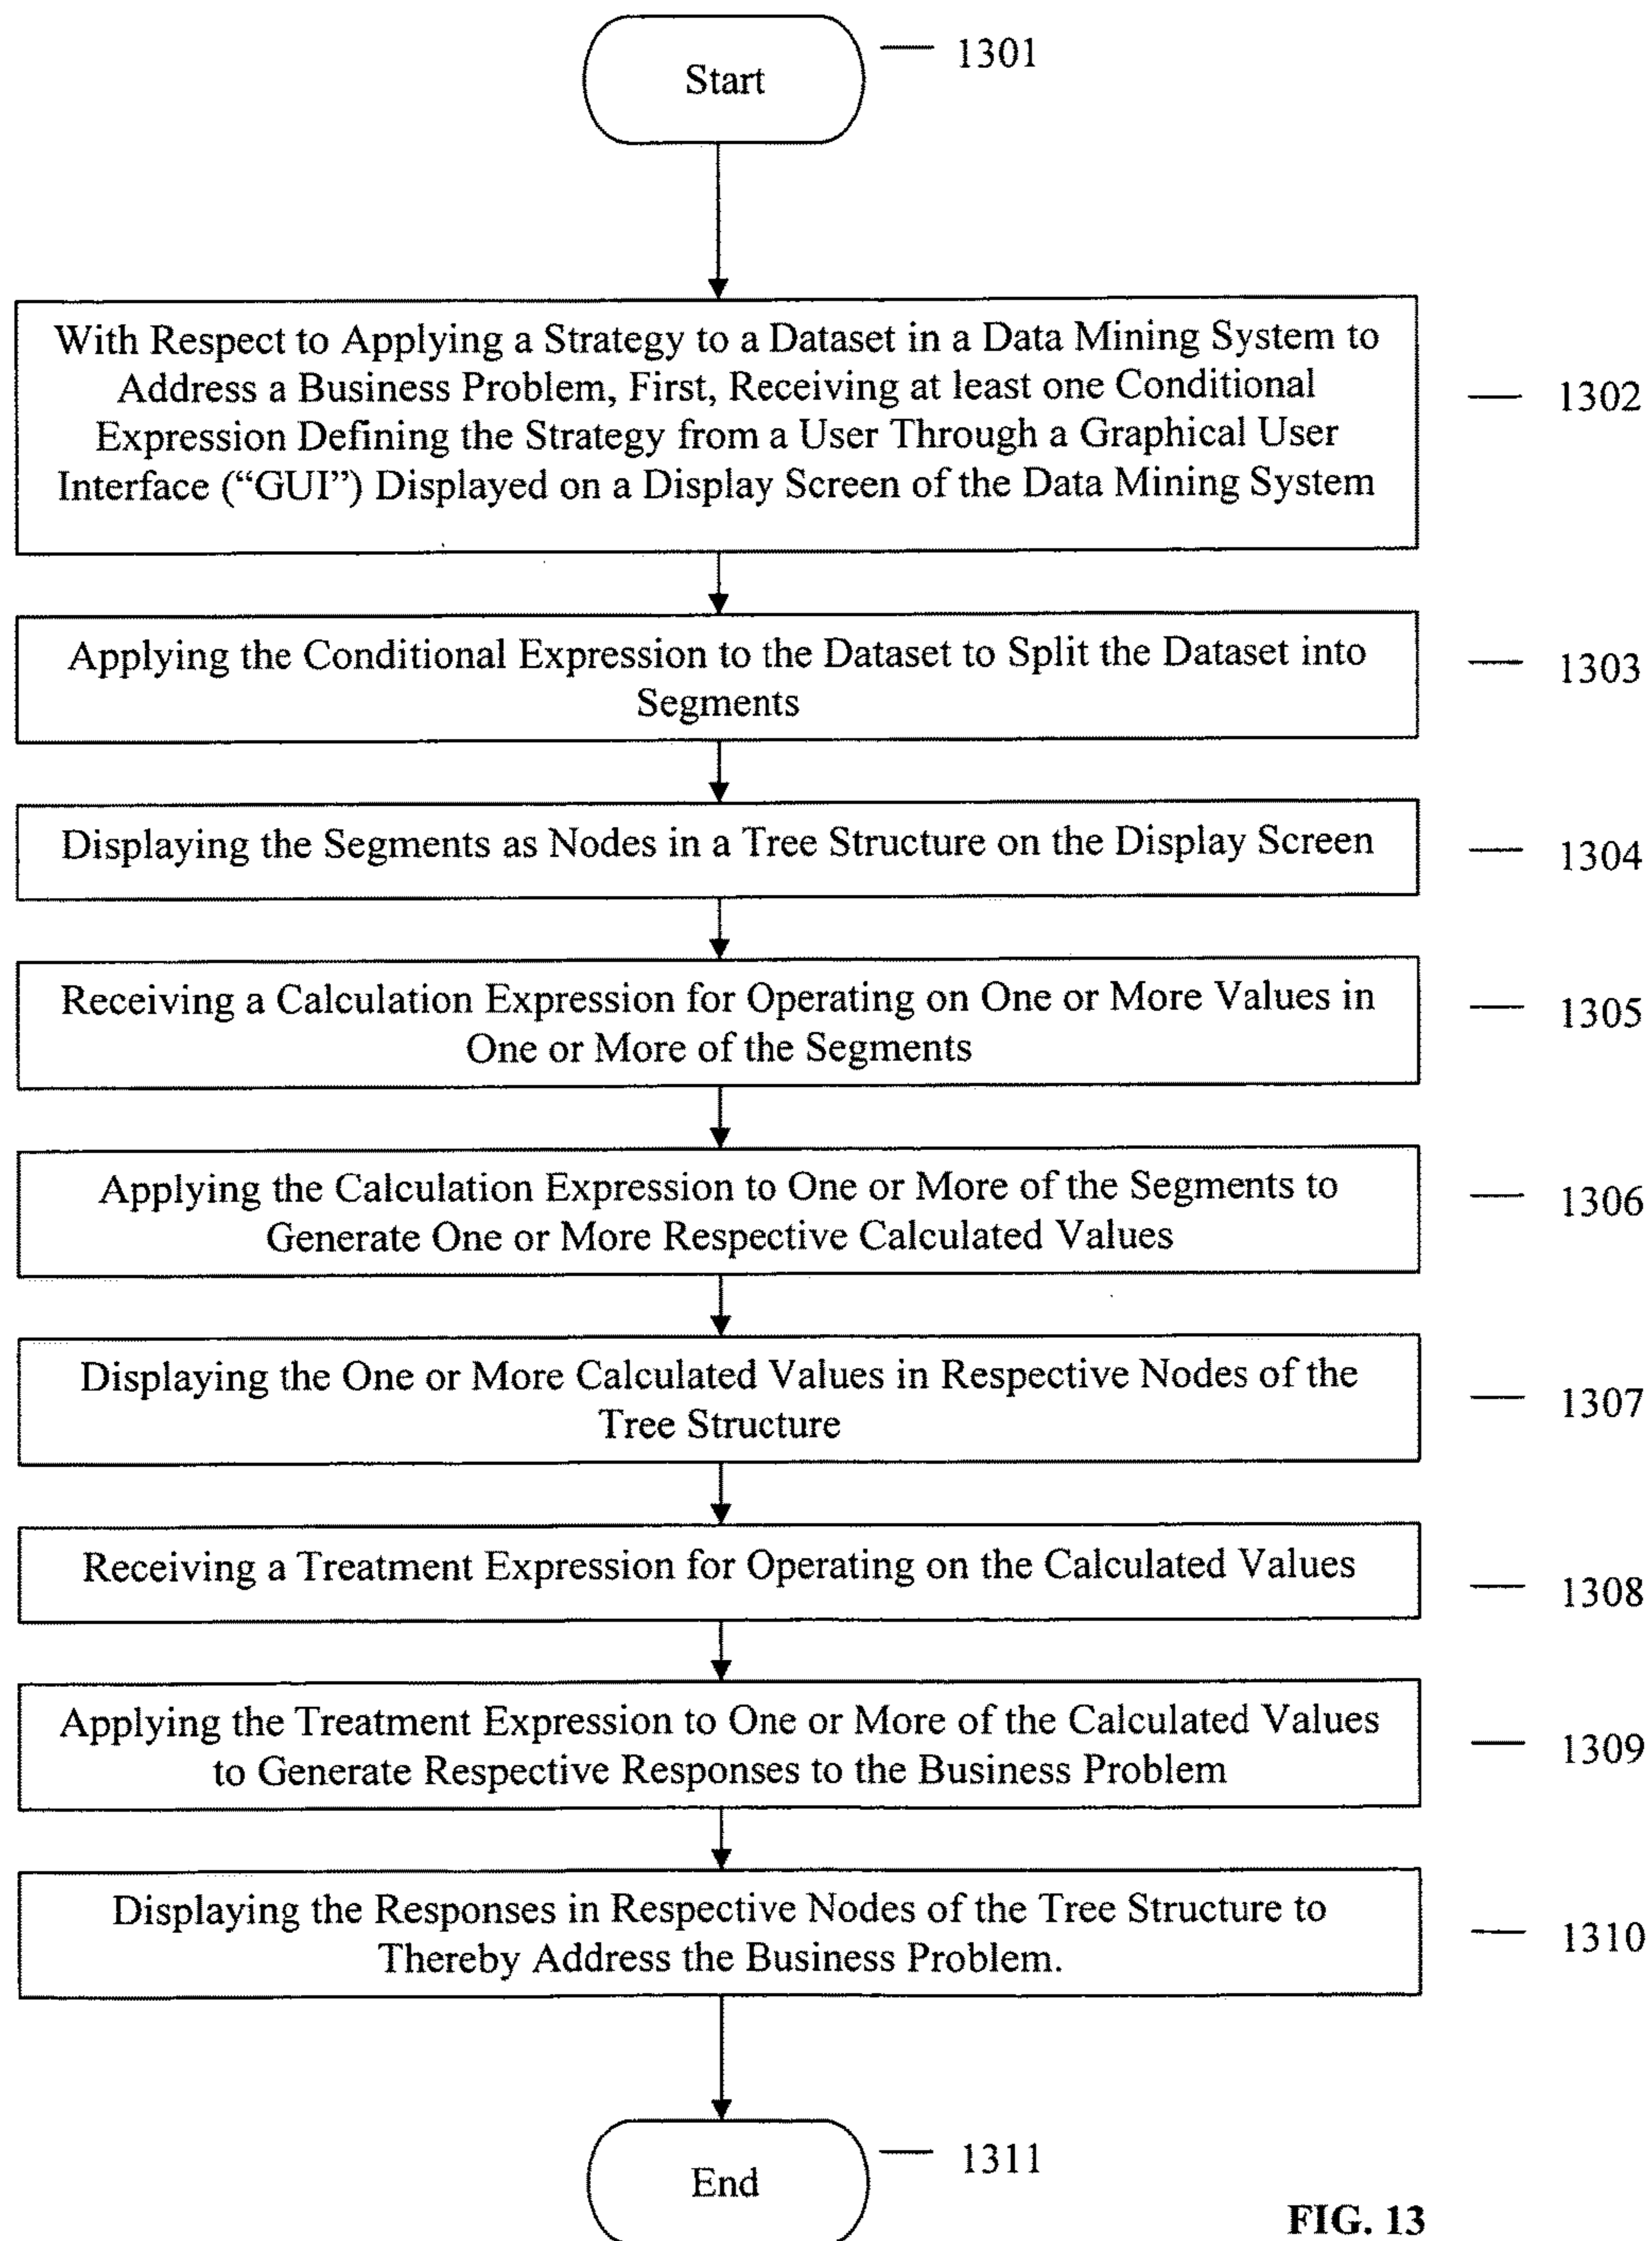 Start
1301
With Respect to Applying a Strategy to a Dataset in a Data Mining System to
Address a Business Problem, First, Receiving at least one Conditional
Expression Defining the Strategy from a User Through a Graphical User
Interface (“GUI”) Displayed on a Display Screen of the Data Mining System
1302
Applying the Conditional Expression to the Dataset to Split the Dataset into
Segments
1303
Displaying the Segments as Nodes in a Tree Structure on the Display Screen
1304
Receiving a Calculation Expression for Operating on One or More Values in
One or More of the Segments
1305
Applying the Calculation Expression to One or More of the Segments to
Generate One or More Respective Calculated Values
1306
Displaying the One or More Calculated Values in Respective Nodes of the
Tree Structure
1307
Receiving a Treatment Expression for Operating on the Calculated Values
1308
Applying the Treatment Expression to One or More of the Calculated Values
to Generate Respective Responses to the Business Problem
1309
Displaying the Responses in Respective Nodes of the Tree Structure to
Thereby Address the Business Problem.
1310
End
1311
FIG. 13